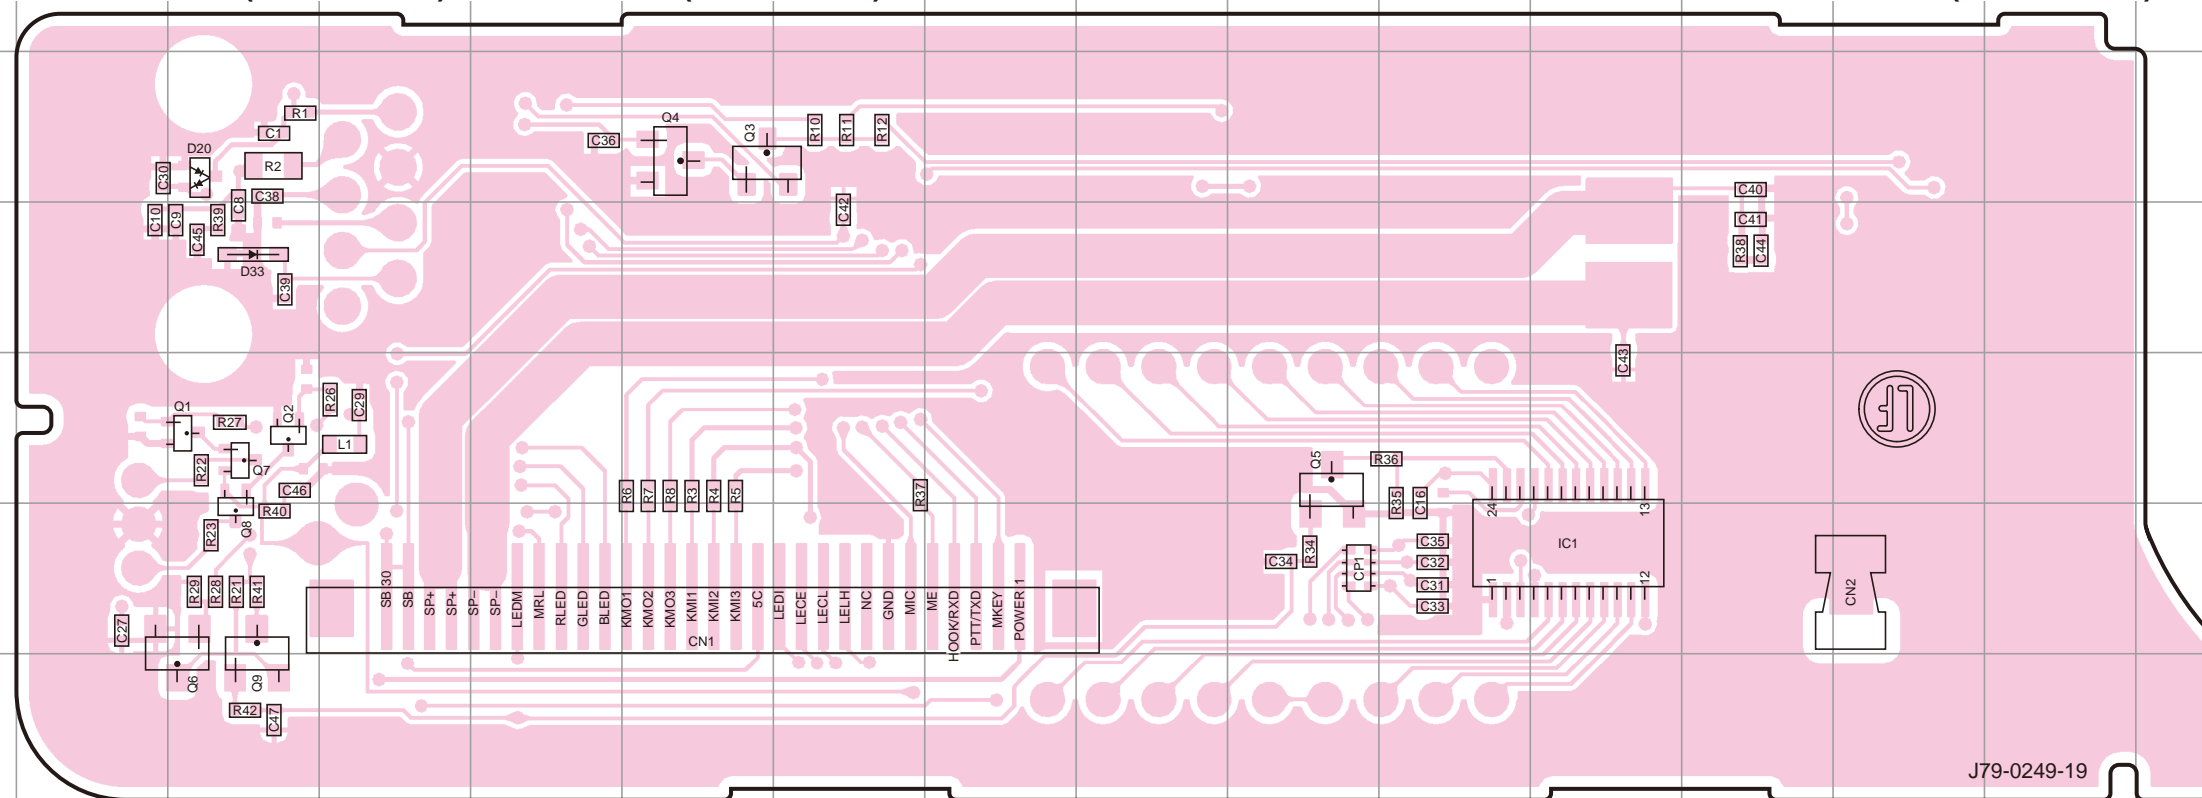 R1
C1
D20
R2
C30
C38
C10
C9
R39
C8
C45
D33
C39
C36
Q4
Q3
R10
R11
R12
C42
C40
C41
R38
C44
C43
Q1
R27
Q2
R26
C29
L1
R22
Q7
C46
R40
Q8
R23
R29
R28
R21
R41
C27
Q6
Q9
R42
C47
R6
R7
R8
R3
R4
R5
R37
SB30
SB
SP+
SP+
SP-
SP-
LEDM
MRL
RLED
GLED
BLED
KMO1
KMO2
KMO3
KMI1
KMI2
KMI3
5C
LEDI
LECE
LECL
LELH
NC
GND
MIC
ME
HOOK/RXD
PTT/TXD
MKEY
POWER 1
CN1
Q5
R36
R35
C16
R34
C34
CP1
C35
C32
C31
C33
24
13
IC1
1
12
LF
CN2
J79-0249-19